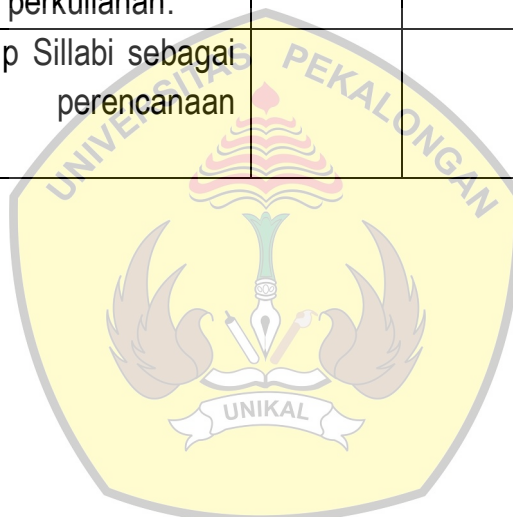 perkuliahan.
p Sillabi sebagai
perencanaan
UNIVERSITAS PEKALONGAN
UNIKAL